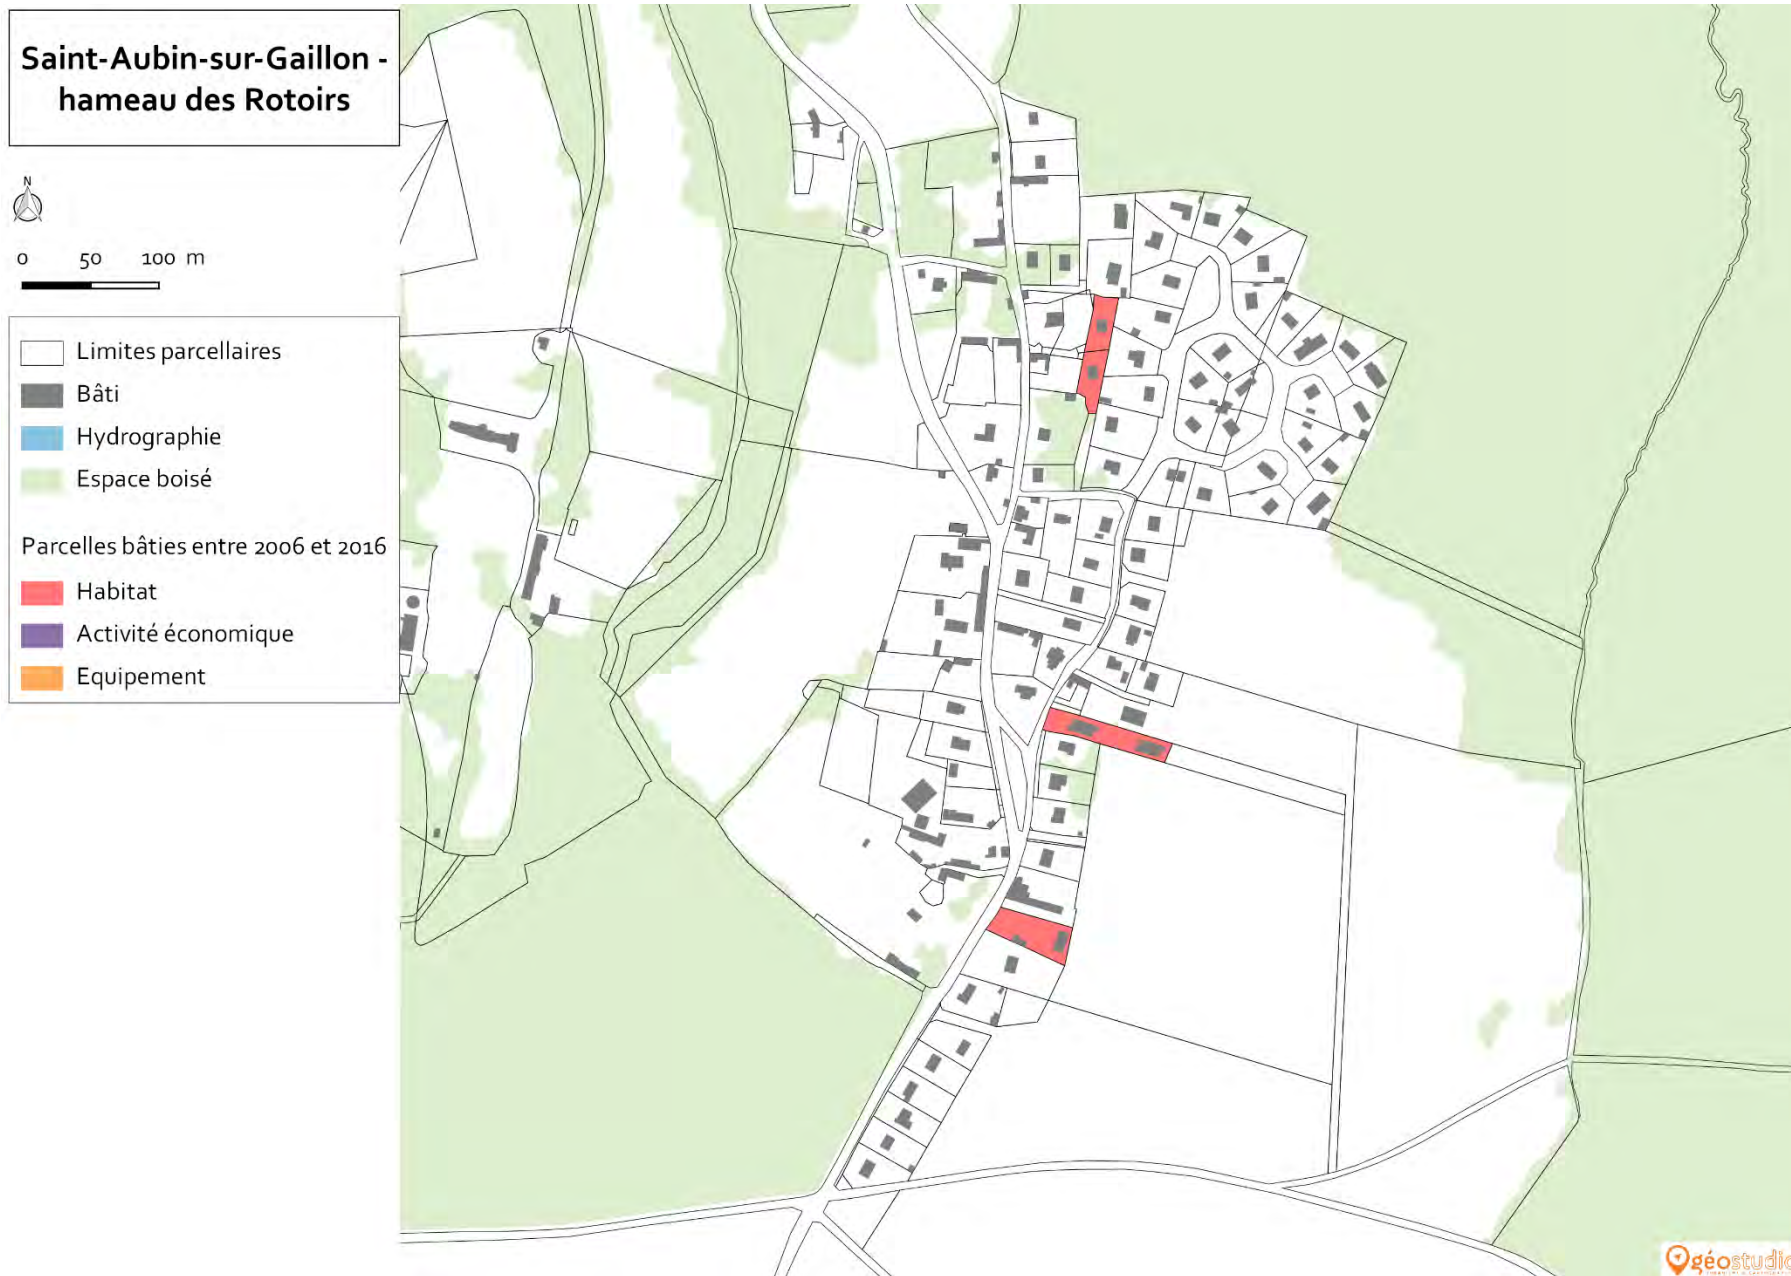 Saint-Aubin-sur-Gaillon -
hameau des Rotoirs
N
0 50 100 m
Limites parcellaires
Bâti
Hydrographie
Espace boisé
Parcelles bâties entre 2006 et 2016
Habitat
Activité économique
Equipement
géostudio